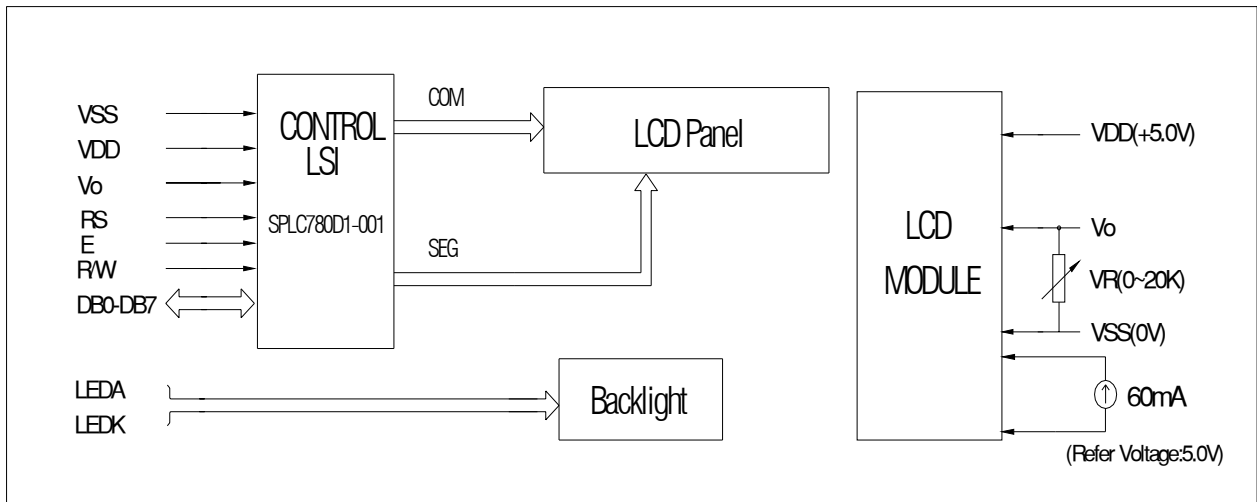 VSS
VDD
Vo
RS
E
R/W
DB0-DB7
CONTROL
LSI
SPLC780D1-001
COM
SEG
LCD Panel
LEDA
LEDK
Backlight
LCD
MODULE
VDD(+5.0V)
Vo
VR(0~20K)
VSS(0V)
60mA
(Refer Voltage:5.0V)